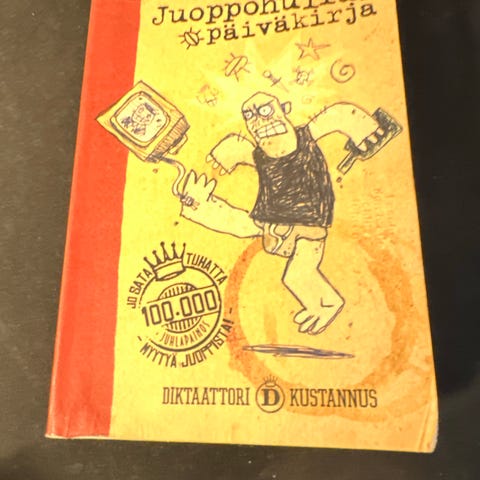 päiväkirja
JO SATA TUHATTA
100.000
JUHLAPAINOS
- MYYTYÄ JUOPPISTA! -
DIKTAATTORI D KUSTANNUS